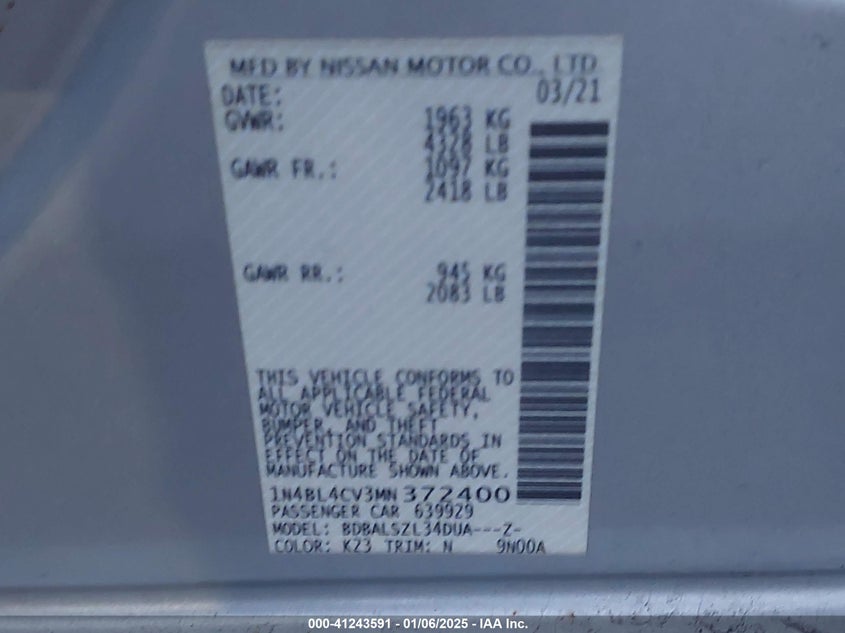 MFD BY NISSAN MOTOR CO., LTD
DATE: 03/21
GVWR: 1963 KG
4328 LB
GAWR FR.: 1097 KG
2418 LB
GAWR RR.: 945 KG
2083 LB
THIS VEHICLE CONFORMS TO
ALL APPLICABLE FEDERAL
MOTOR VEHICLE SAFETY,
BUMPER, AND THEFT
PREVENTION STANDARDS IN
EFFECT ON THE DATE OF
MANUFACTURE SHOWN ABOVE.
1N4BL4CV3MN372400
PASSENGER CAR 639929
MODEL: BDBALSZL34DUA---Z-
COLOR: K23 TRIM: N 9N00A
000-41243591 — 01/06/2025 — IAA Inc.